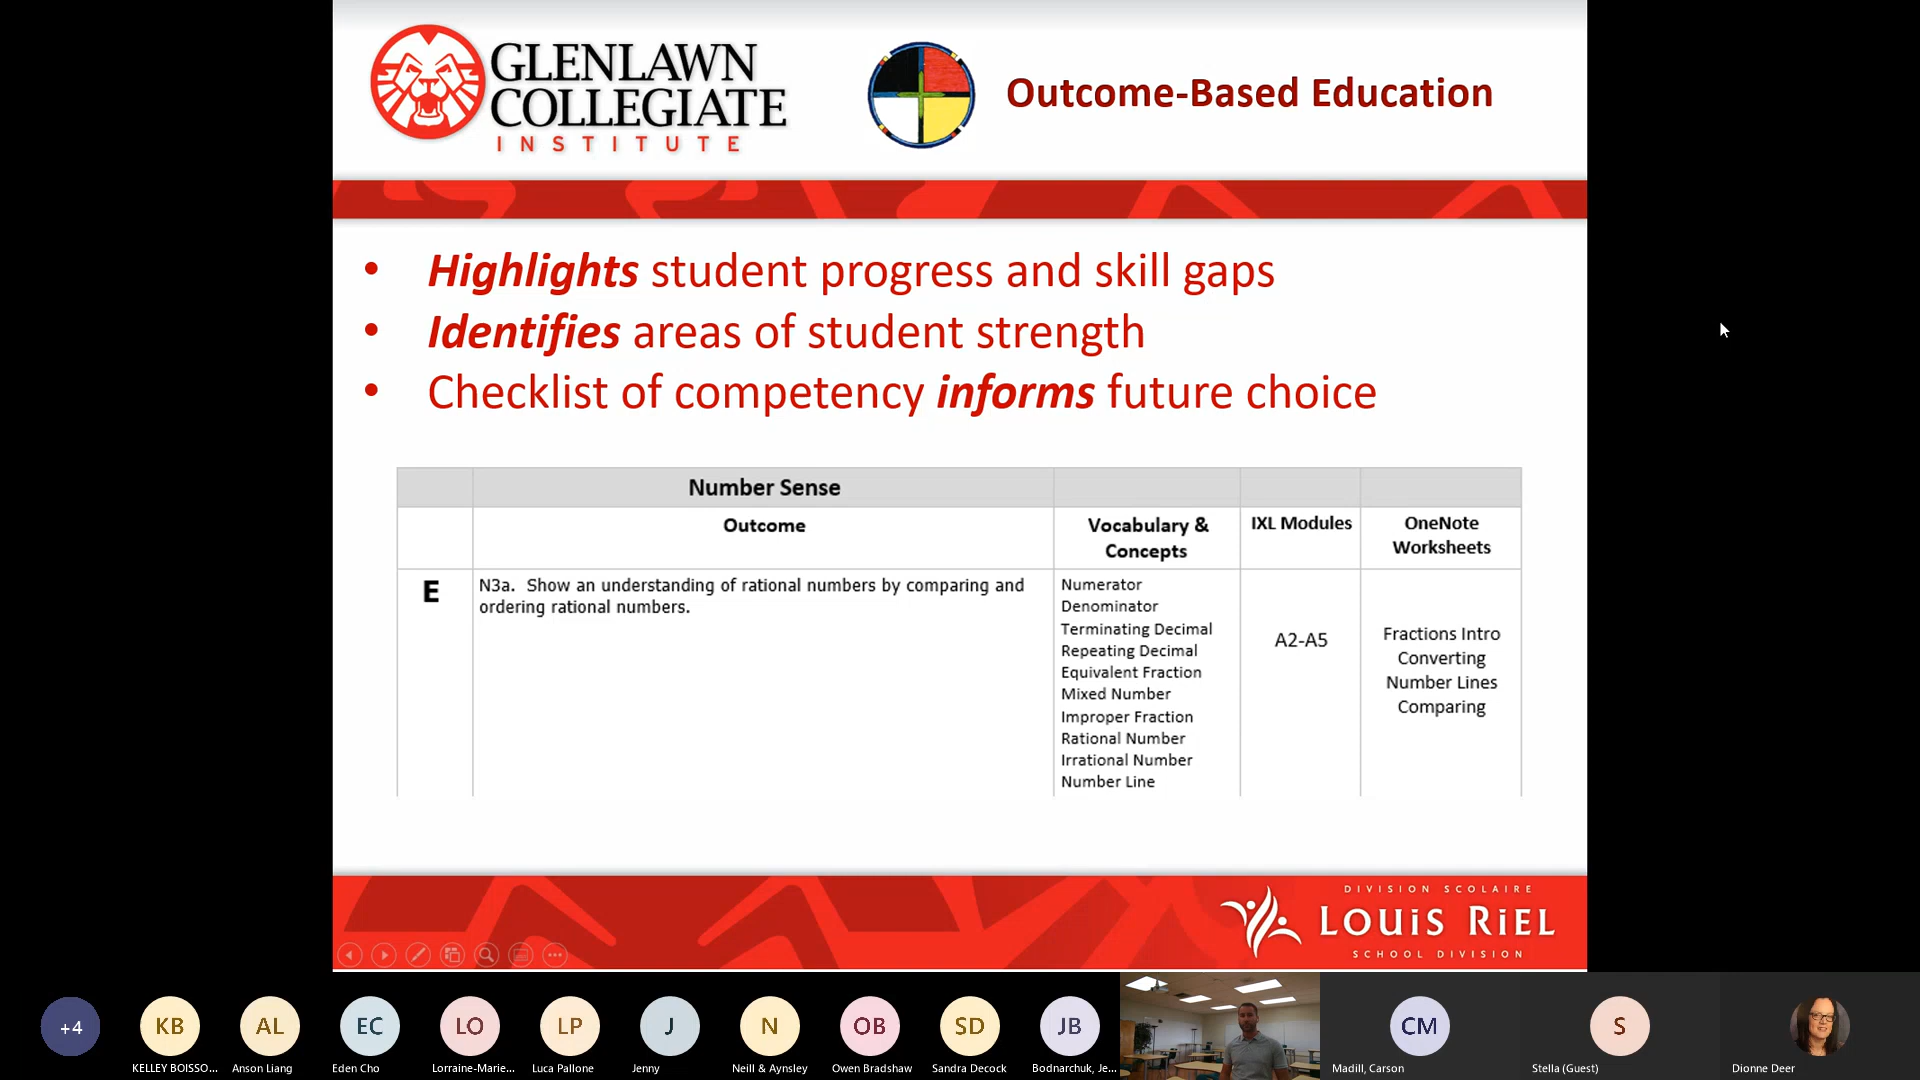 GLENLAWN
COLLEGIATE
INSTITUTE
Outcome-Based Education
• Highlights student progress and skill gaps
• Identifies areas of student strength
• Checklist of competency informs future choice
Number Sense
Outcome
Vocabulary &
Concepts
IXL Modules
OneNote
Worksheets
E
N3a. Show an understanding of rational numbers by comparing and
ordering rational numbers.
Numerator
Denominator
Terminating Decimal
Repeating Decimal
Equivalent Fraction
Mixed Number
Improper Fraction
Rational Number
Irrational Number
Number Line
A2-A5
Fractions Intro
Converting
Number Lines
Comparing
DIVISION SCOLAIRE
LOUiS RiEL
SCHOOL DIVISION
+4
KB
AL
EC
LO
LP
J
N
OB
SD
JB
CM
S
KELLEY BOISSO...
Anson Liang
Eden Cho
Lorraine-Marie...
Luca Pallone
Jenny
Neill & Aynsley
Owen Bradshaw
Sandra Decock
Bodnarchuk, Je...
Madill, Carson
Stella (Guest)
Dionne Deer